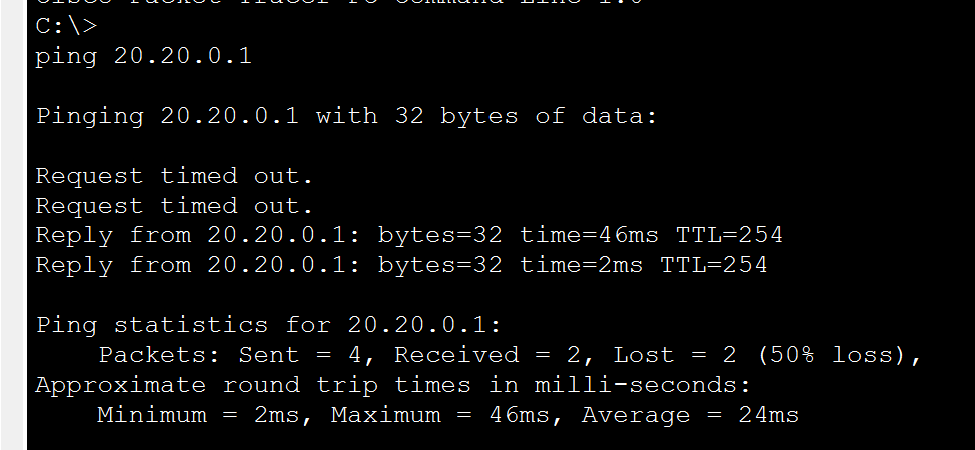 C:\>
ping 20.20.0.1
Pinging 20.20.0.1 with 32 bytes of data:
Request timed out.
Request timed out.
Reply from 20.20.0.1: bytes=32 time=46ms TTL=254
Reply from 20.20.0.1: bytes=32 time=2ms TTL=254
Ping statistics for 20.20.0.1:
Packets: Sent = 4, Received = 2, Lost = 2 (50% loss),
Approximate round trip times in milli-seconds:
Minimum = 2ms, Maximum = 46ms, Average = 24ms